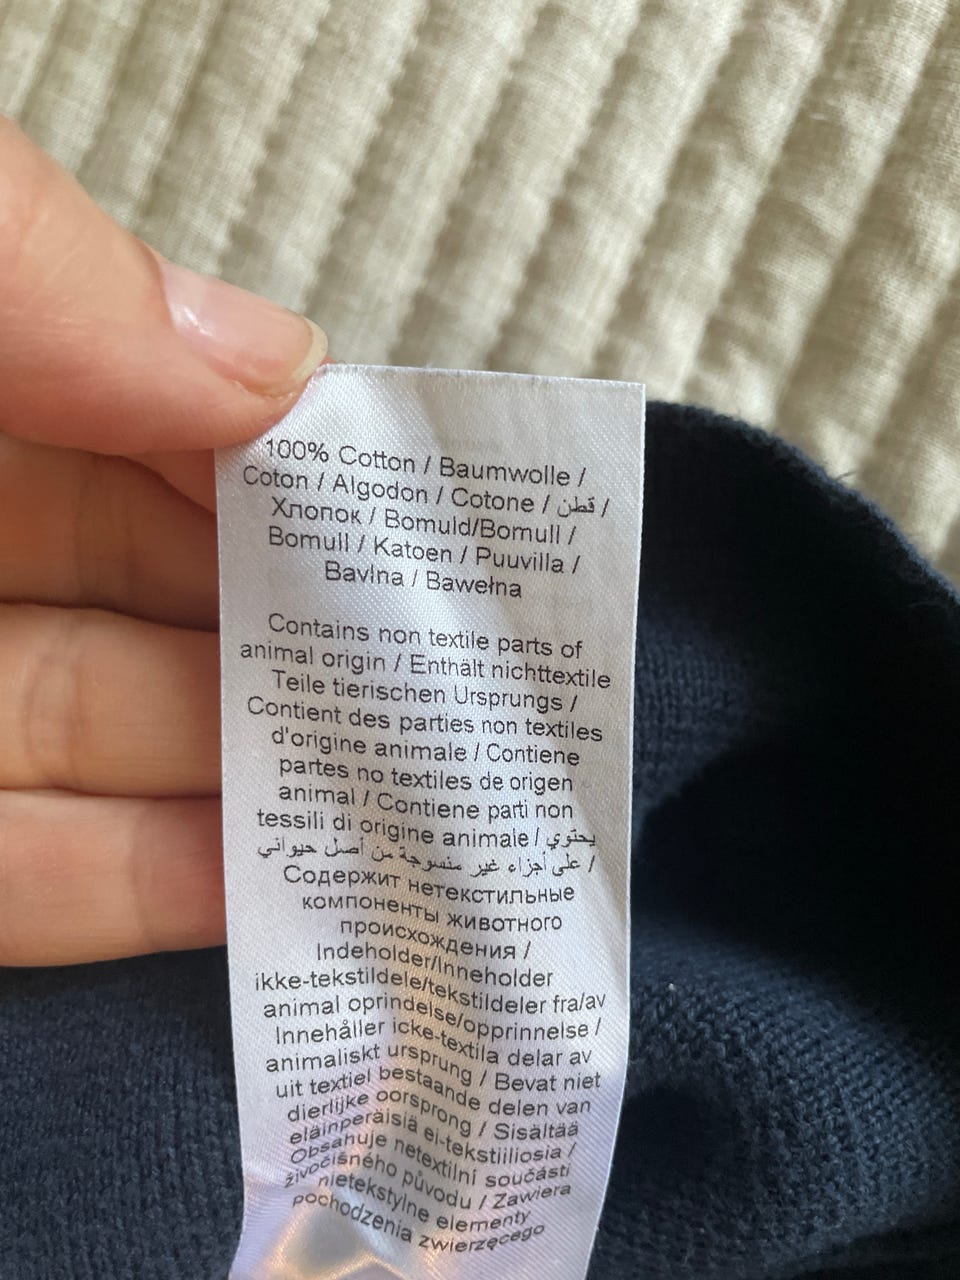 100% Cotton / Baumwolle /
Coton / Algodon / Cotone / قطن /
Хлопок / Bomuld/Bomull /
Bomull / Katoen / Puuvilla /
Bavlna / Bawełna
Contains non textile parts of
animal origin / Enthält nichttextile
Teile tierischen Ursprungs /
Contient des parties non textiles
d'origine animale / Contiene
partes no textiles de origen
animal / Contiene parti non
tessili di origine animale / يحتوي
على أجزاء غير منسوجة من أصل حيواني /
Содержит нетекстильные
компоненты животного
происхождения /
Indeholder/Inneholder
ikke-tekstildele/tekstildeler fra/av
animal oprindelse/opprinnelse /
Innehåller icke-textila delar av
animaliskt ursprung / Bevat niet
uit textiel bestaande delen van
dierlijke oorsprong / Sisältää
eläinperäisiä ei-tekstiiliosia /
Obsahuje netextilní součásti
živočišného původu / Zawiera
nietekstylne elementy
pochodzenia zwierzęcego